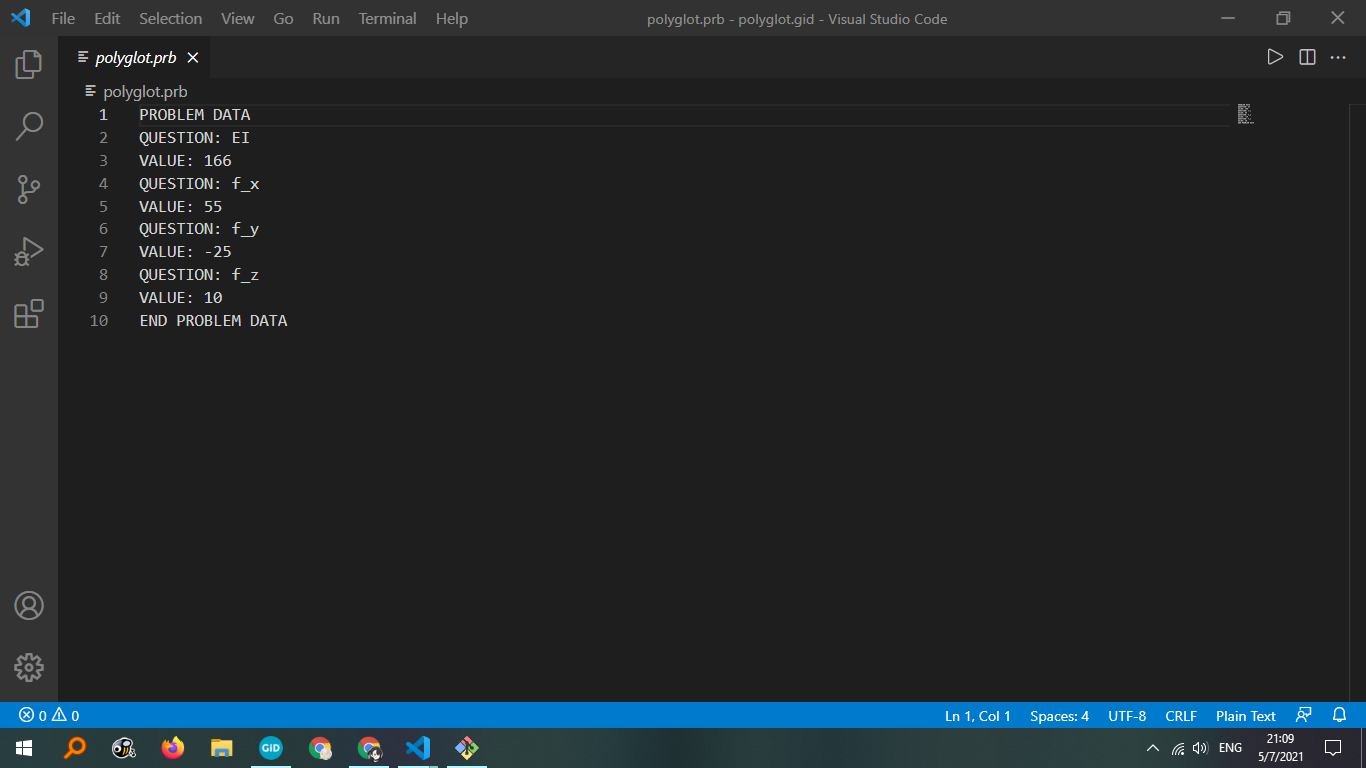 File Edit Selection View Go Run Terminal Help polyglot.prb - polyglot.gid - Visual Studio Code
polyglot.prb
polyglot.prb
1 PROBLEM DATA
2 QUESTION: EI
3 VALUE: 166
4 QUESTION: f_x
5 VALUE: 55
6 QUESTION: f_y
7 VALUE: -25
8 QUESTION: f_z
9 VALUE: 10
10 END PROBLEM DATA
0 0 Ln 1, Col 1 Spaces: 4 UTF-8 CRLF Plain Text
GiD ENG 21:09
5/7/2021